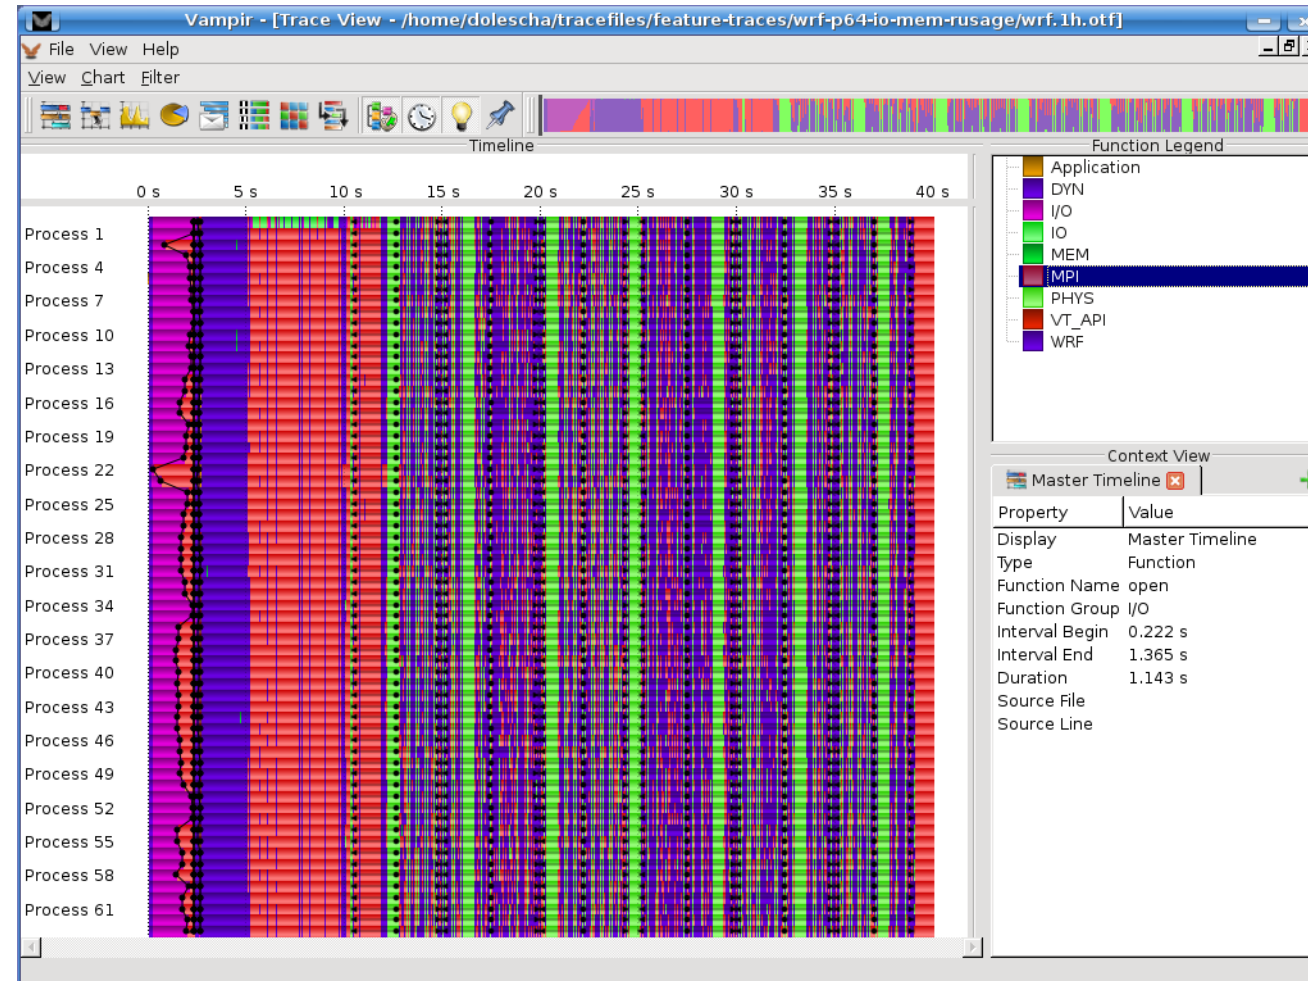 Vampir - [Trace View - /home/dolescha/tracefiles/feature-traces/wrf-p64-io-mem-rusage/wrf.1h.otf]
File View Help
View Chart Filter
Timeline
0 s 5 s 10 s 15 s 20 s 25 s 30 s 35 s 40 s
Process 1
Process 4
Process 7
Process 10
Process 13
Process 16
Process 19
Process 22
Process 25
Process 28
Process 31
Process 34
Process 37
Process 40
Process 43
Process 46
Process 49
Process 52
Process 55
Process 58
Process 61
Function Legend
Application
DYN
I/O
IO
MEM
MPI
PHYS
VT_API
WRF
Context View
Master Timeline
Property Value
Display Master Timeline
Type Function
Function Name open
Function Group I/O
Interval Begin 0.222 s
Interval End 1.365 s
Duration 1.143 s
Source File
Source Line